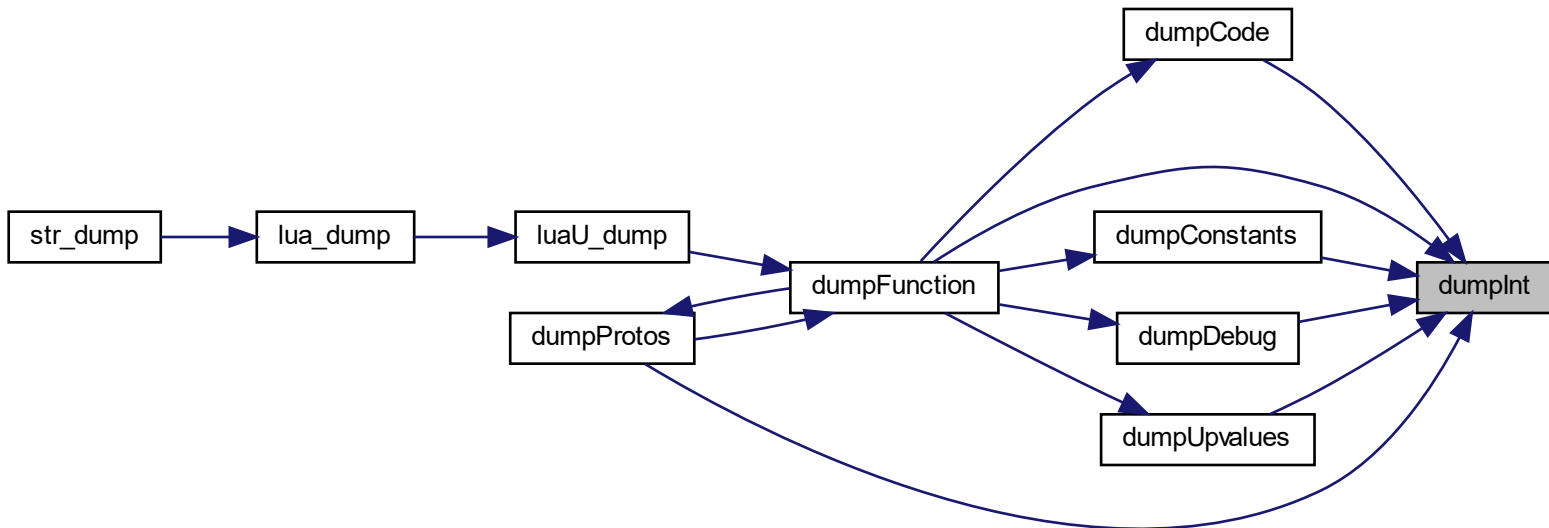 dumpCode
str_dump
lua_dump
luaU_dump
dumpConstants
dumpFunction
dumpInt
dumpProtos
dumpDebug
dumpUpvalues